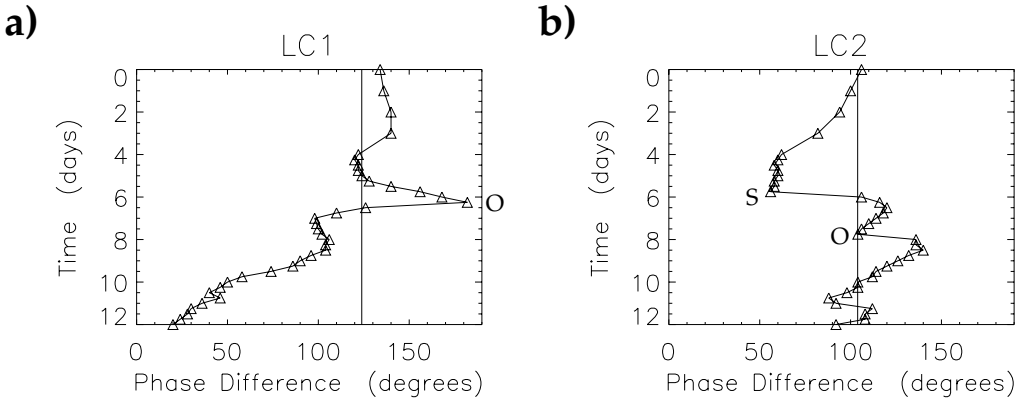 a)
LC1
0
2
4
6
8
10
12
Time (days)
O
0 50 100 150
Phase Difference (degrees)
b)
LC2
0
2
4
6
8
10
12
Time (days)
S
O
0 50 100 150
Phase Difference (degrees)